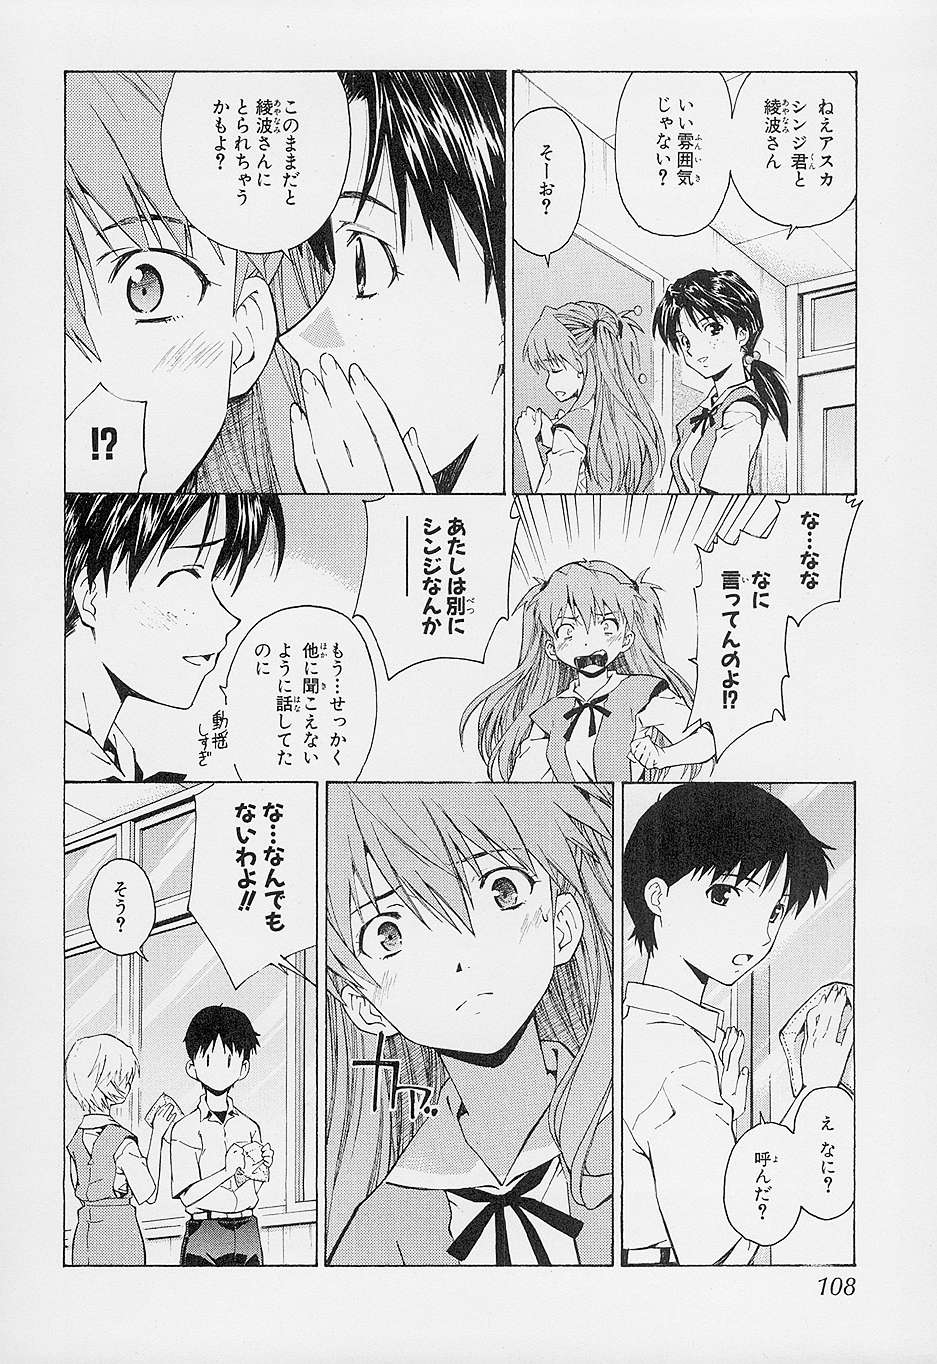 ねえアスカ
シンジ君と
綾波さん
いい雰囲気
じゃない？
そーお？
このままだと
綾波さんに
とられちゃう
かもよ？
!?
な…なな
なに
言ってんのよ!?
あたしは別に
シンジなんか
──
もう…せっかく
他に聞こえない
ように話してた
のに
動揺
しすぎ
え なに？
呼んだ？
カァッ
な…なんでも
ないわよ!!
そう？
108